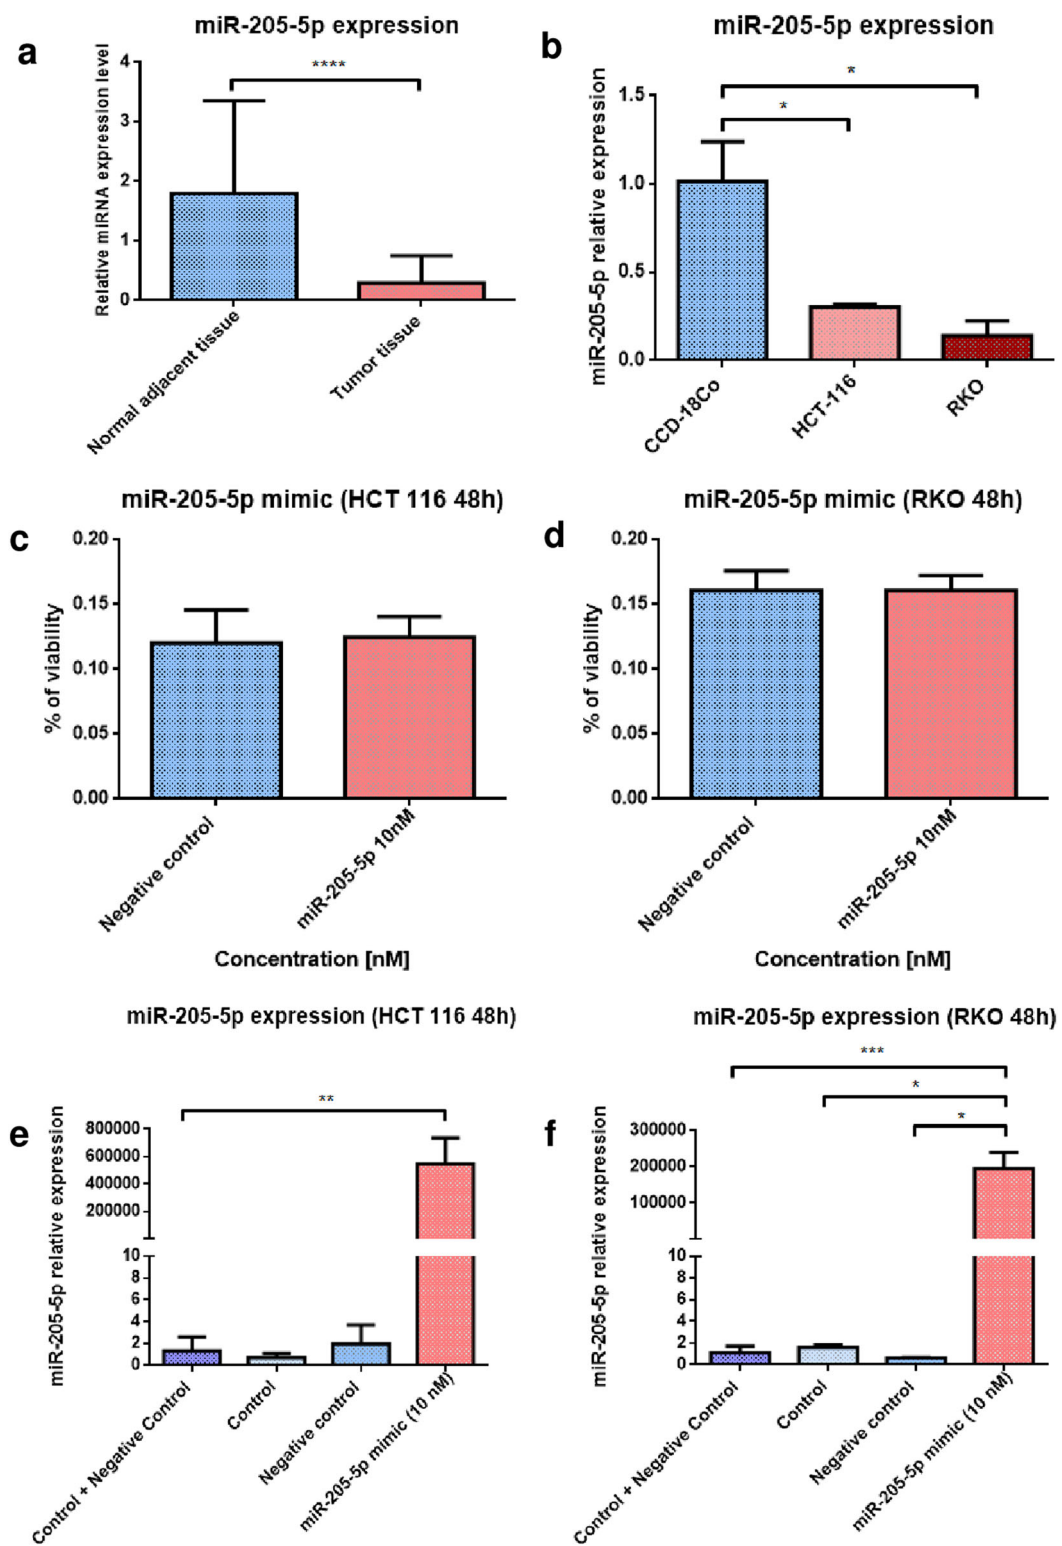 a
miR-205-5p expression
Relative miRNA expression level
4
3
2
1
0
****
Normal adjacent tissue
Tumor tissue
b
miR-205-5p expression
miR-205-5p relative expression
1.5
1.0
0.5
0.0
*
*
CCD-18Co
HCT-116
RKO
c
miR-205-5p mimic (HCT 116 48h)
% of viability
0.20
0.15
0.10
0.05
0.00
Negative control
miR-205-5p 10nM
Concentration [nM]
d
miR-205-5p mimic (RKO 48h)
% of viability
0.20
0.15
0.10
0.05
0.00
Negative control
miR-205-5p 10nM
Concentration [nM]
e
miR-205-5p expression (HCT 116 48h)
miR-205-5p relative expression
**
800000
600000
400000
200000
10
8
6
4
2
0
Control + Negative Control
Control
Negative control
miR-205-5p mimic (10 nM)
f
miR-205-5p expression (RKO 48h)
miR-205-5p relative expression
***
*
*
300000
200000
100000
10
8
6
4
2
0
Control + Negative Control
Control
Negative control
miR-205-5p mimic (10 nM)